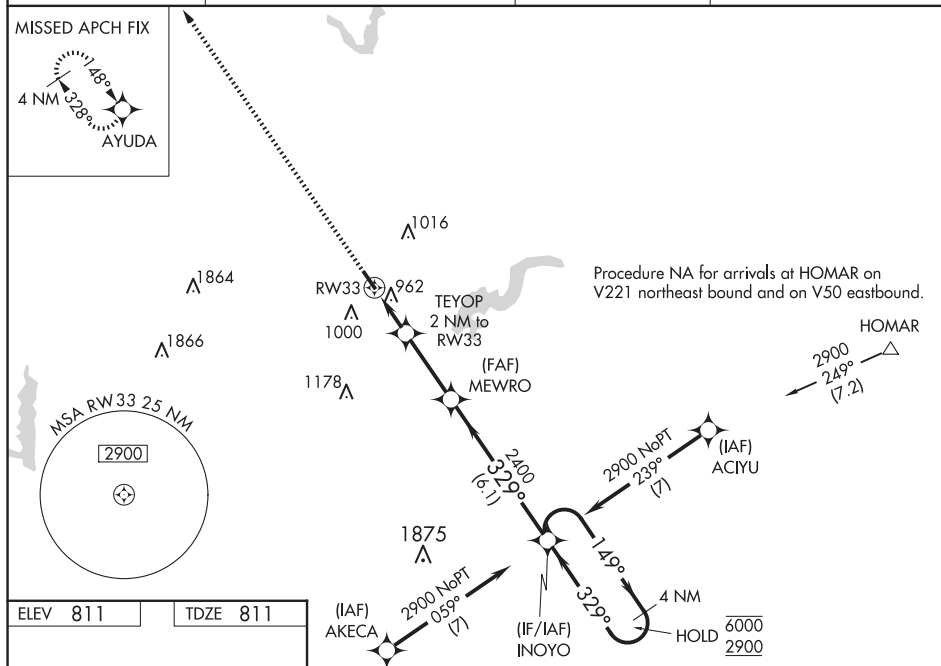 MISSED APCH FIX
4 NM
148°
328°
AYUDA
1016
1864
RW33
962
1000
TEYOP
2 NM to
RW33
Procedure NA for arrivals at HOMAR on
V221 northeast bound and on V50 eastbound.
HOMAR
2900
249°
(7.2)
1866
(FAF)
MEWRO
1178
MSA RW33 25 NM
2900
2400
329°
(6.1)
2900 NoPT
239°
(7)
(IAF)
ACIYU
1875
149°
329°
4 NM
HOLD
6000
2900
2900 NoPT
059°
(7)
(IAF)
AKECA
(IF/IAF)
INOYO
ELEV 811
TDZE 811